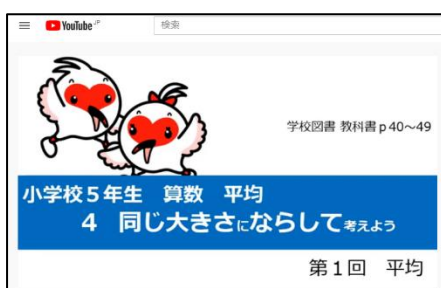 YouTube JP
検索
学校図書 教科書p40～49
小学校5年生 算数 平均
4 同じ大きさにならして考えよう
第1回 平均